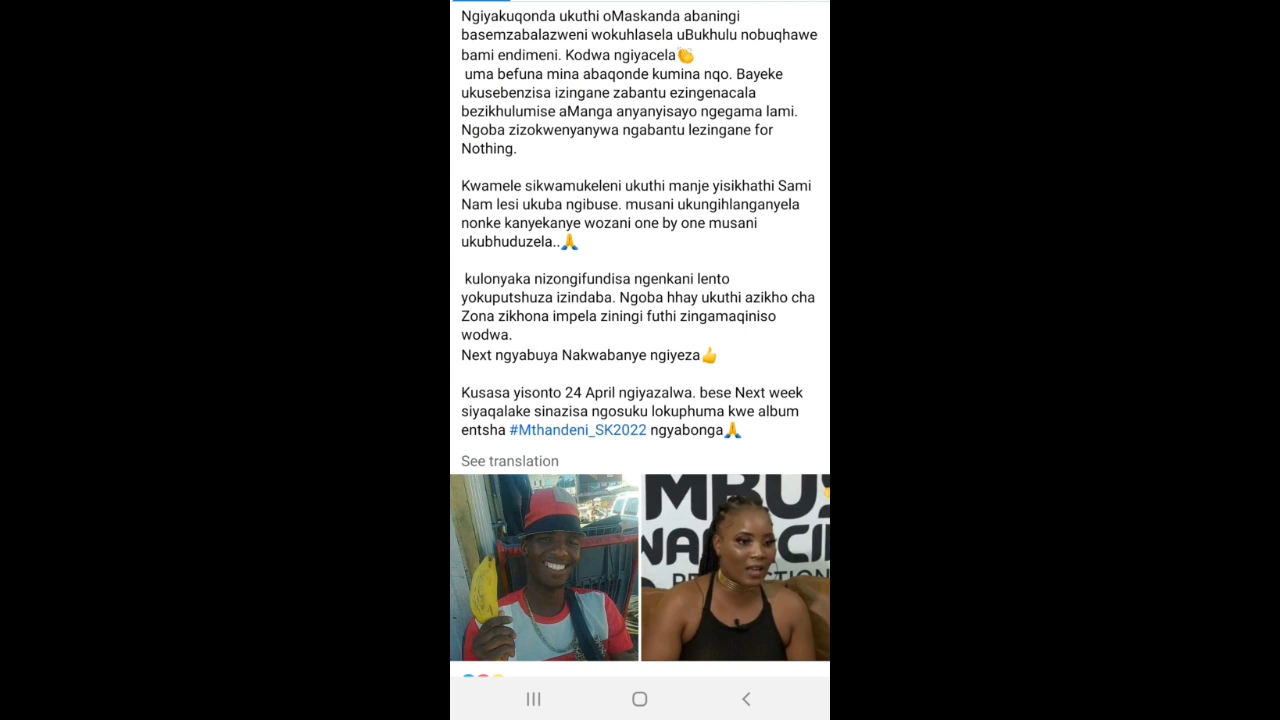 Ngiyakuqonda ukuthi oMaskanda abaningi
basemzabalazweni wokuhlasela uBukhulu nobuqhawe
bami endimeni. Kodwa ngiyacela👏
uma befuna mina abaqonde kumina nqo. Bayeke
ukusebenzisa izingane zabantu ezingenacala
bezikhulumise aManga anyanyisayo ngegama lami.
Ngoba zizokwenyanywa ngabantu lezingane for
Nothing.
Kwamele sikwamukeleni ukuthi manje yisikhathi Sami
Nam lesi ukuba ngibuse. musani ukungihlanganyela
nonke kanyekanye wozani one by one musani
ukubhuduzela..🙏
kulonyaka nizongifundisa ngenkani lento
yokuputshuza izindaba. Ngoba hhay ukuthi azikho cha
Zona zikhona impela ziningi futhi zingamaqiniso
wodwa.
Next ngyabuya Nakwabanye ngiyeza👍
Kusasa yisonto 24 April ngiyazalwa. bese Next week
siyaqalake sinazisa ngosuku lokuphuma kwe album
entsha #Mthandeni_SK2022 ngyabonga🙏
See translation